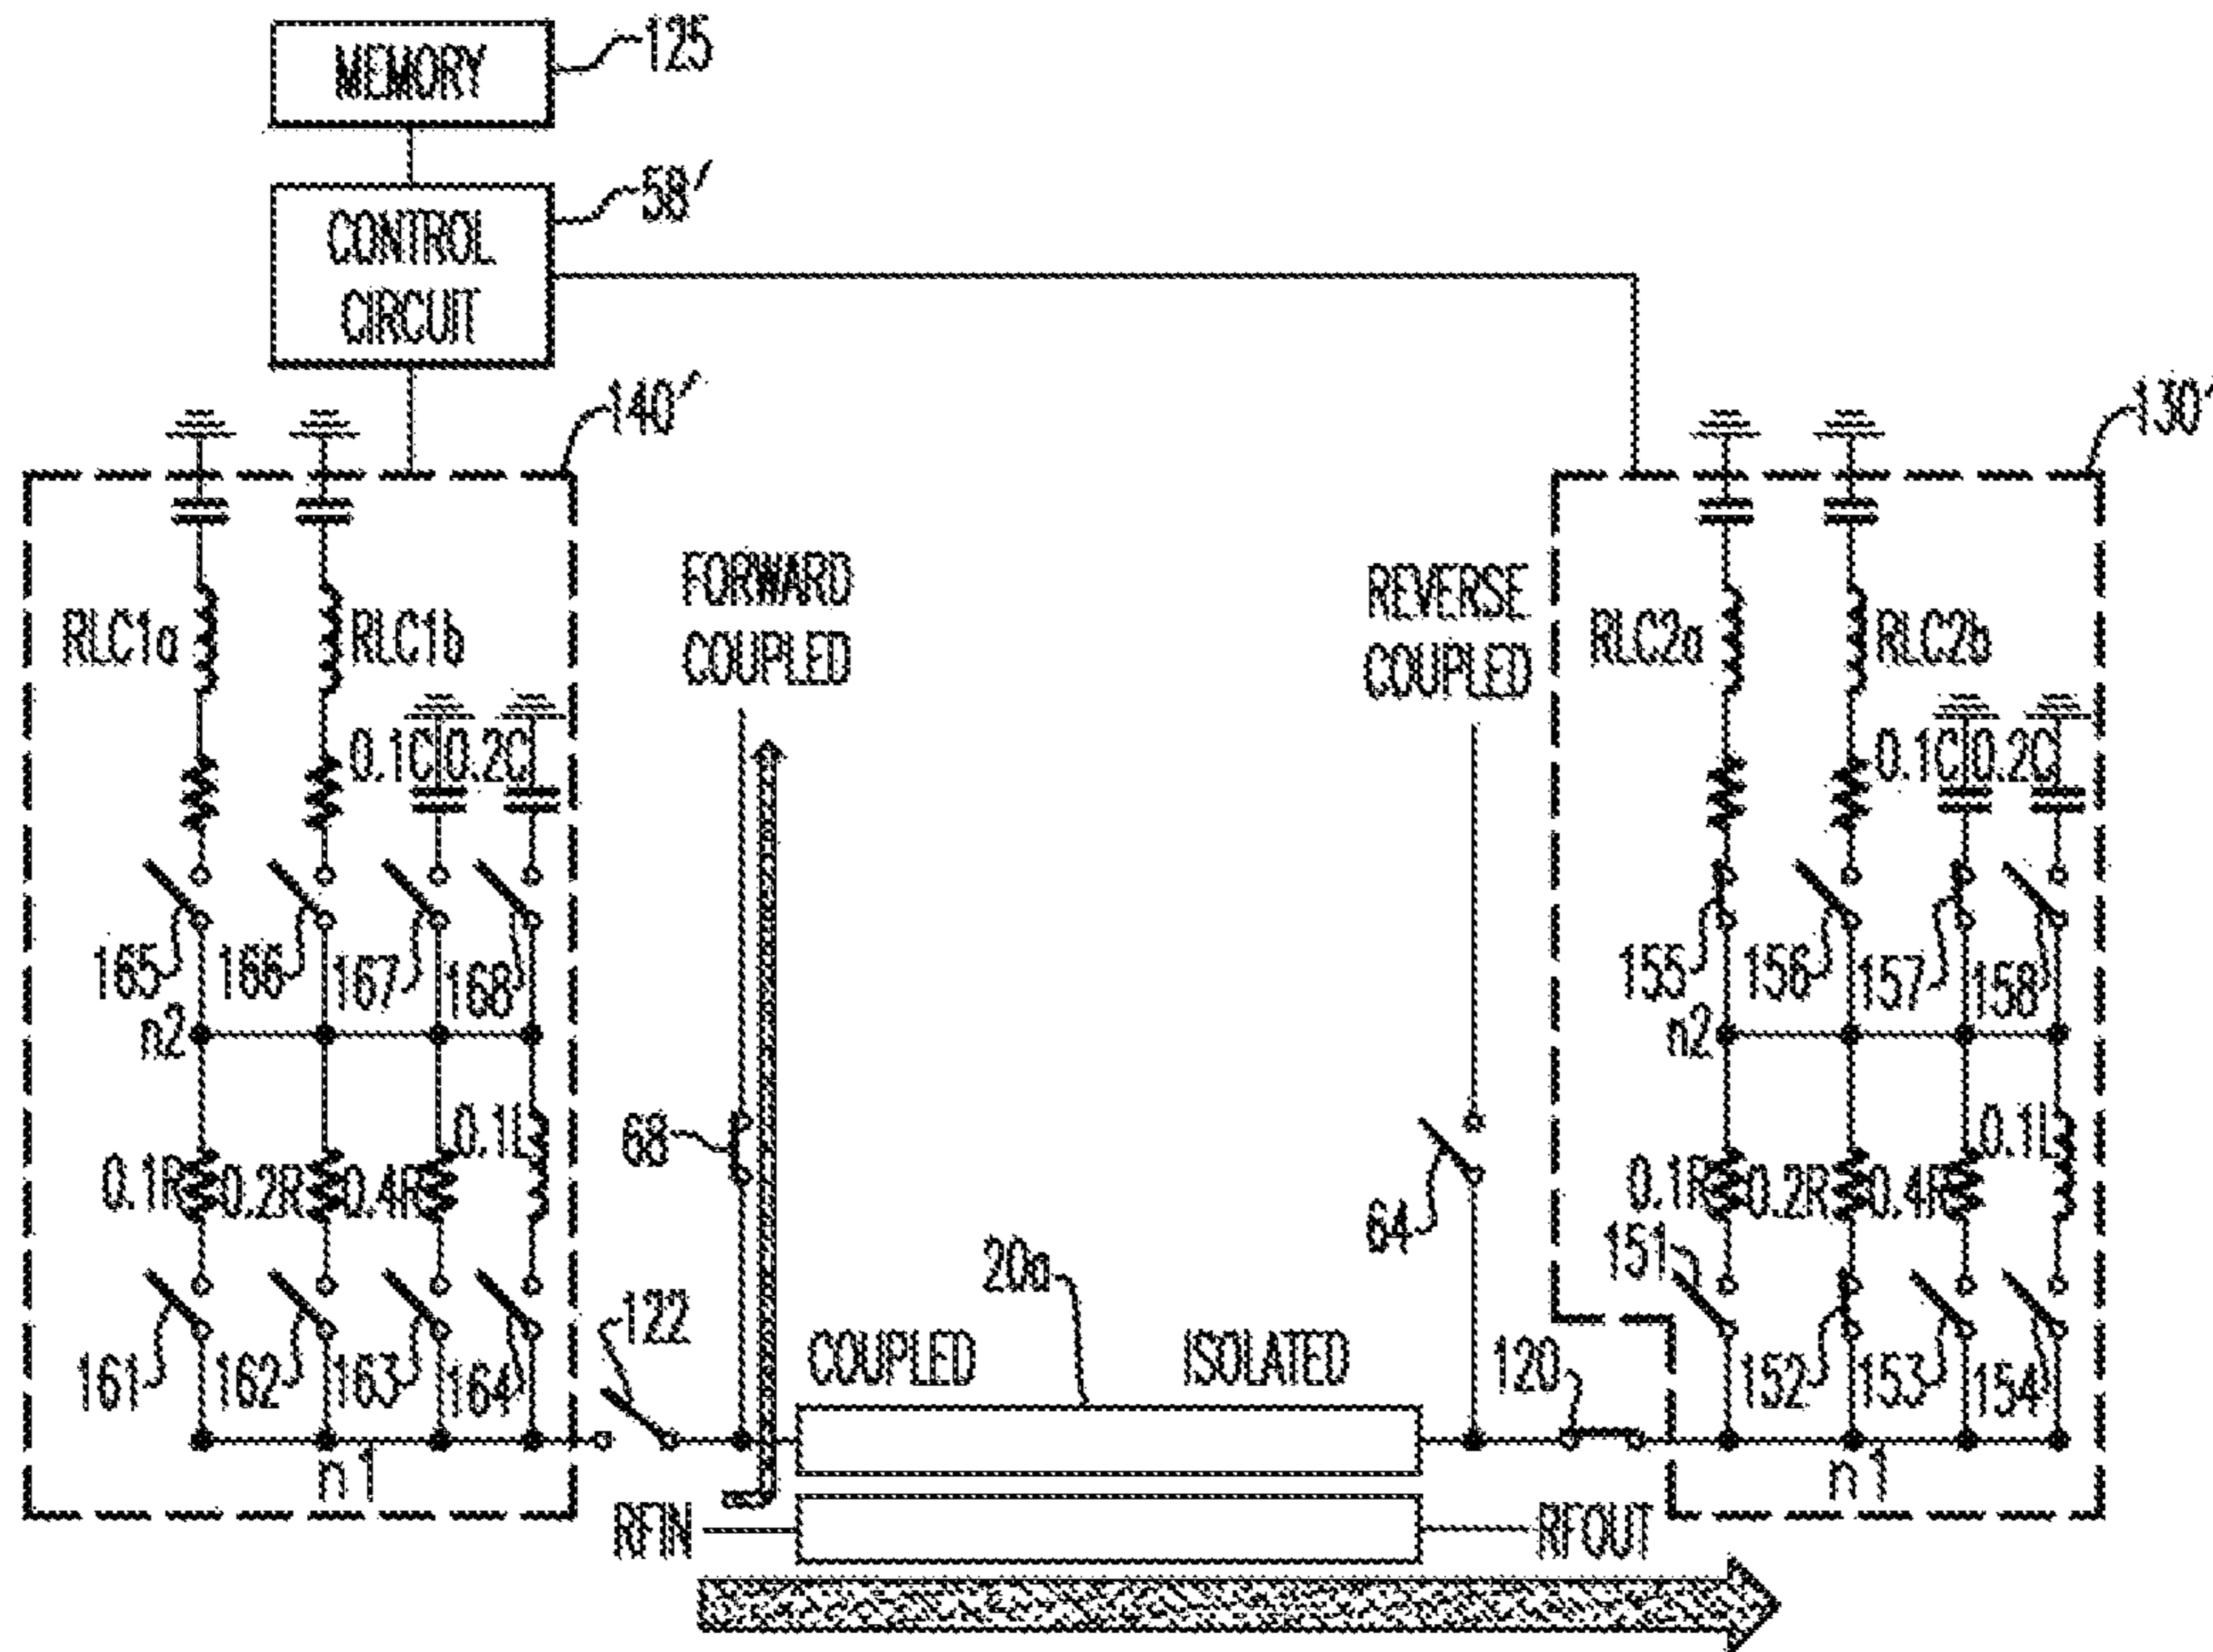 MEMORY
125
CONTROL
CIRCUIT
58′
140′
130′
RLC1a
RLC1b
0.1C
0.2C
165
166
167
168
n2
0.1R
0.2R
0.4R
0.1L
161
162
163
164
n1
122
FORWARD
COUPLED
68
REVERSE
COUPLED
64
20a
COUPLED
ISOLATED
120
RFIN
RFOUT
RLC2a
RLC2b
0.1C
0.2C
155
156
157
158
n2
0.1R
0.2R
0.4R
0.1L
151
152
153
154
n1